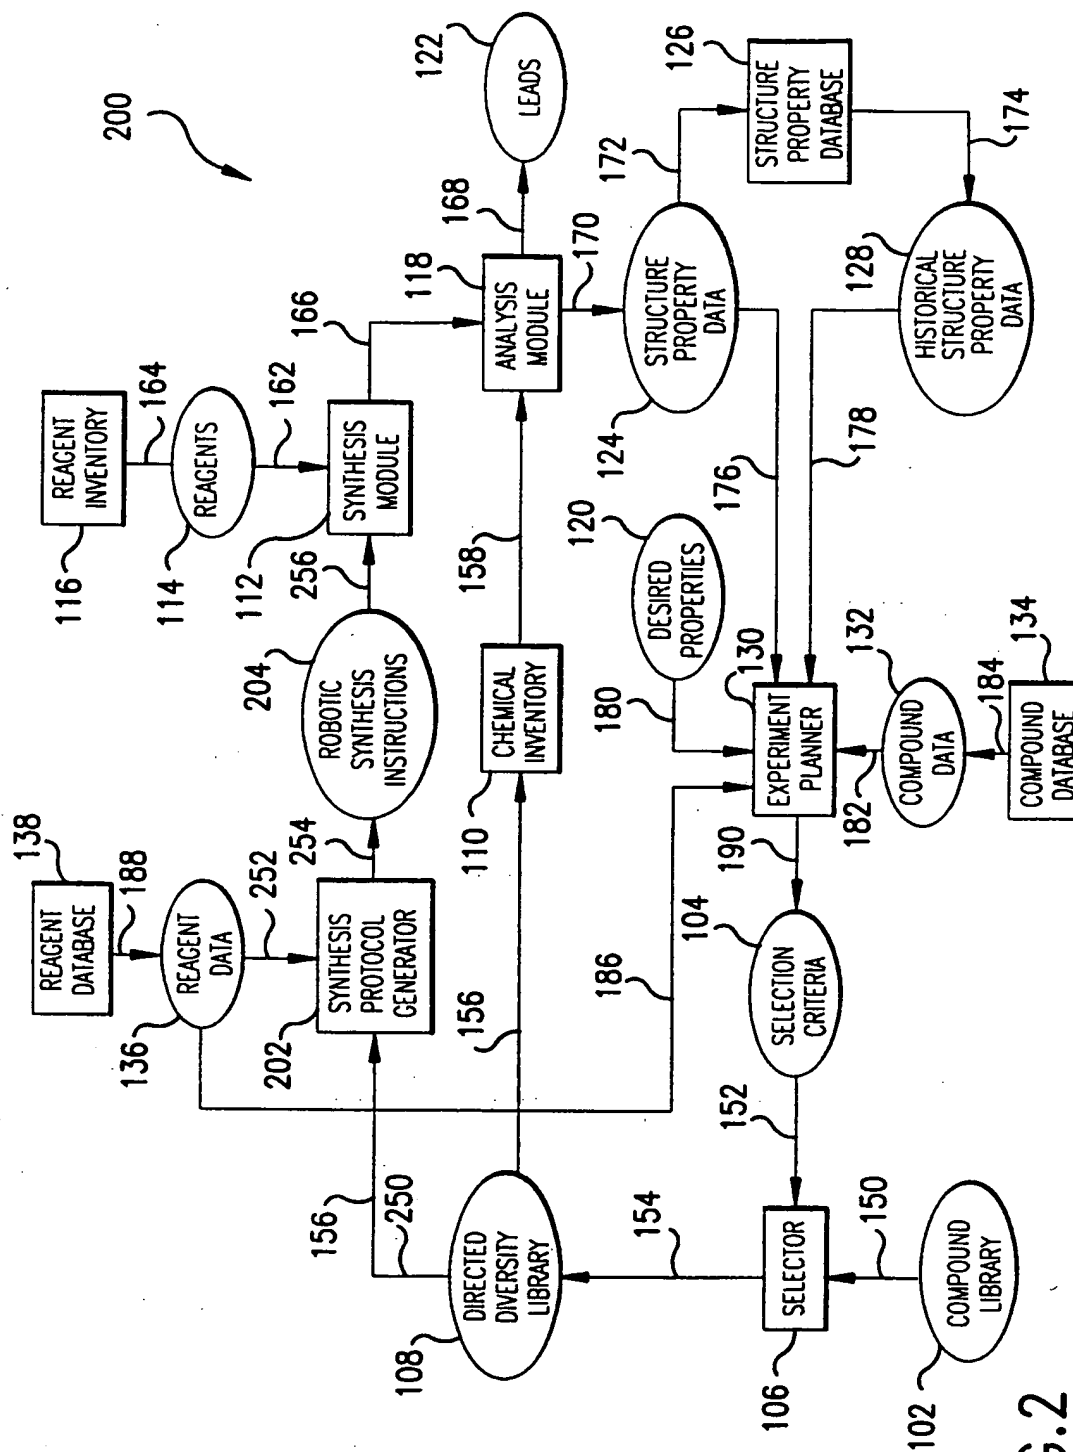 200
REAGENT
DATABASE
138
188
REAGENT
DATA
136
252
SYNTHESIS
PROTOCOL
GENERATOR
202
254
ROBOTIC
SYNTHESIS
INSTRUCTIONS
204
256
REAGENT
INVENTORY
116
164
REAGENTS
114
162
SYNTHESIS
MODULE
112
166
156
250
DIRECTED
DIVERSITY
LIBRARY
108
156
CHEMICAL
INVENTORY
110
158
ANALYSIS
MODULE
118
168
LEADS
122
170
STRUCTURE
PROPERTY
DATA
124
172
STRUCTURE
PROPERTY
DATABASE
126
174
HISTORICAL
STRUCTURE
PROPERTY
DATA
128
176
178
DESIRED
PROPERTIES
120
180
186
EXPERIMENT
PLANNER
130
182
COMPOUND
DATA
132
184
COMPOUND
DATABASE
134
190
SELECTION
CRITERIA
104
152
154
SELECTOR
106
150
COMPOUND
LIBRARY
102
G.2